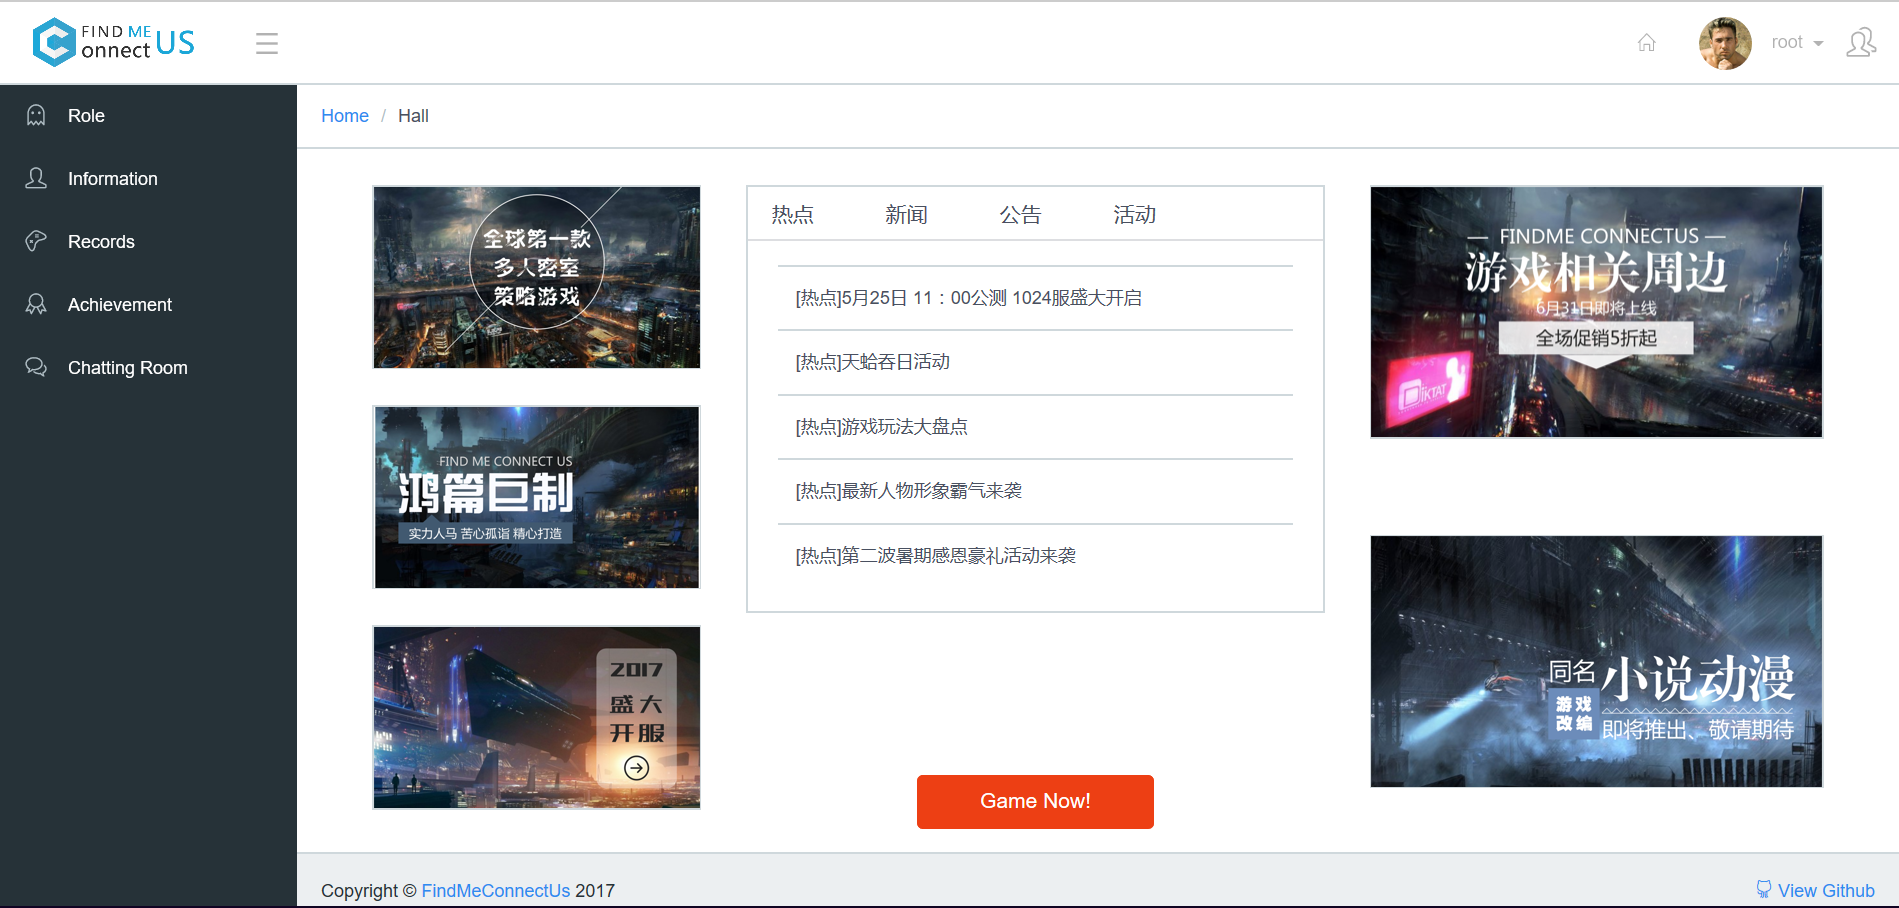 FIND ME
onnect US
root
Role
Information
Records
Achievement
Chatting Room
Home / Hall
全球第一款
多人密室
策略游戏
FIND ME CONNECT US
鸿篇巨制
实力人马 苦心孤诣 精心打造
2017
盛大
开服
热点 新闻 公告 活动
[热点]5月25日 11：00公测 1024服盛大开启
[热点]天蛤吞日活动
[热点]游戏玩法大盘点
[热点]最新人物形象霸气来袭
[热点]第二波暑期感恩豪礼活动来袭
Game Now!
— FINDME CONNECTUS —
游戏相关周边
6月31日即将上线
全场促销5折起
DIKTAT
同名 小说动漫
游戏
改编
即将推出、敬请期待
Copyright © FindMeConnectUs 2017
View Github